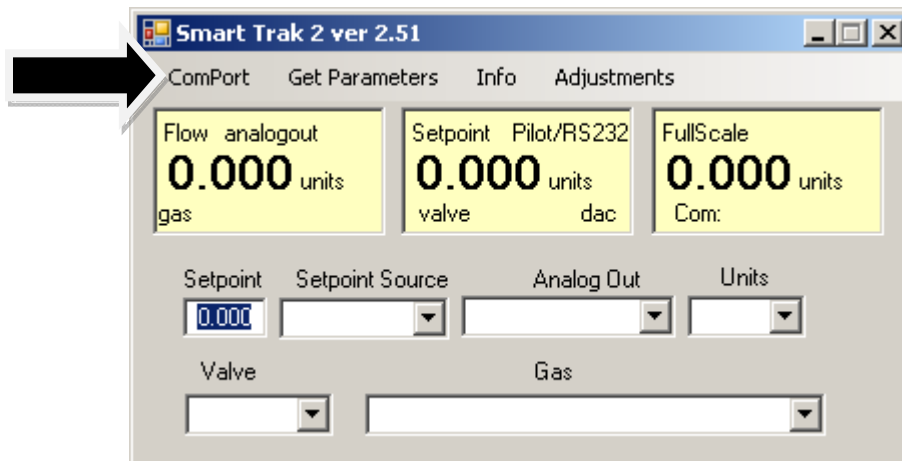 Smart Trak 2 ver 2.51
ComPort Get Parameters Info Adjustments
Flow analogout
0.000 units
gas
Setpoint Pilot/RS232
0.000 units
valve dac
FullScale
0.000 units
Com:
Setpoint Setpoint Source Analog Out Units
0.000
Valve Gas